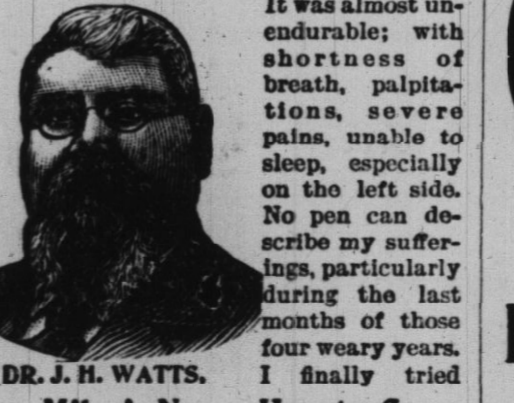 It was almost un-
endurable; with
shortness of
breath, palpita-
tions, severe
pains, unable to
sleep, especially
on the left side.
No pen can de-
scribe my suffer-
ings, particularly
during the last
months of those
four weary years.
DR. J. H. WATTS. I finally tried